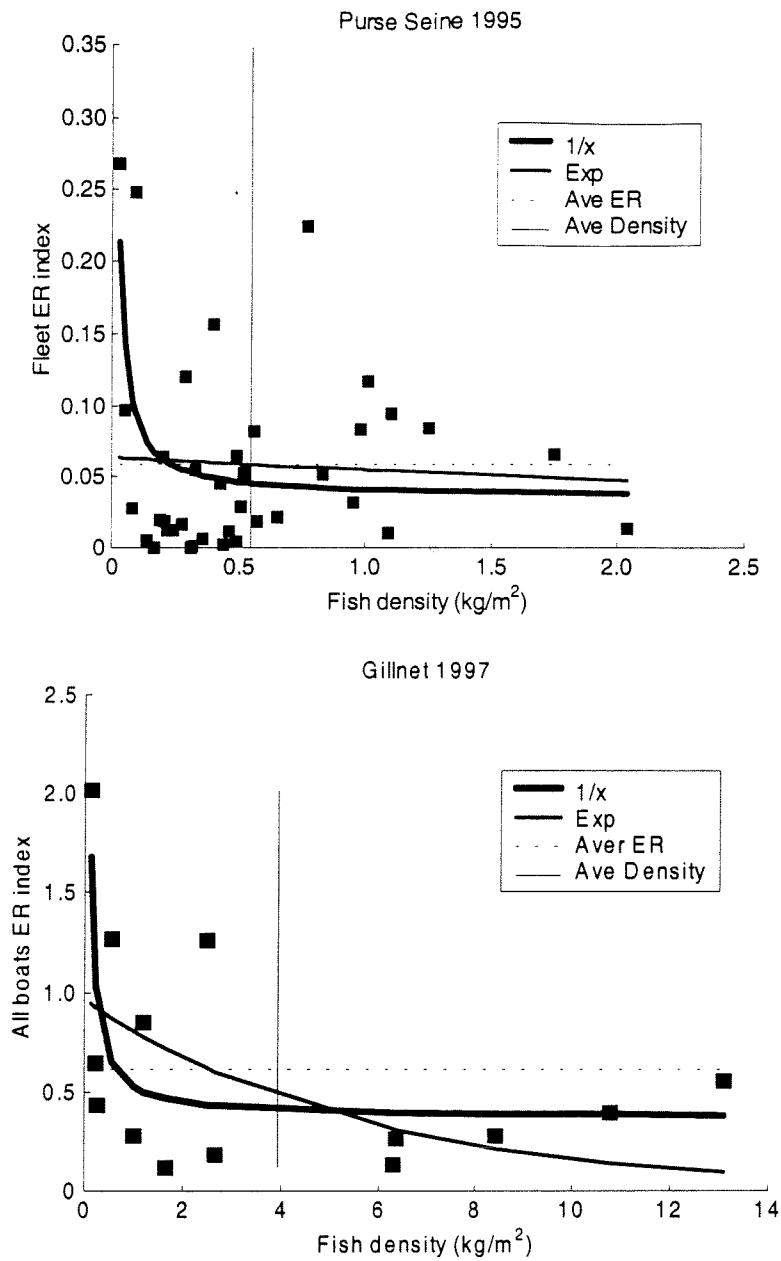 Purse Seine 1995
0.35
0.30
0.25
0.20
0.15
0.10
0.05
0
Fleet ER index
1/x
Exp
Ave ER
Ave Density
0 0.5 1.0 1.5 2.0 2.5
Fish density (kg/m²)
Gillnet 1997
2.5
2.0
1.5
1.0
0.5
0
All boats ER index
1/x
Exp
Aver ER
Ave Density
0 2 4 6 8 10 12 14
Fish density (kg/m²)